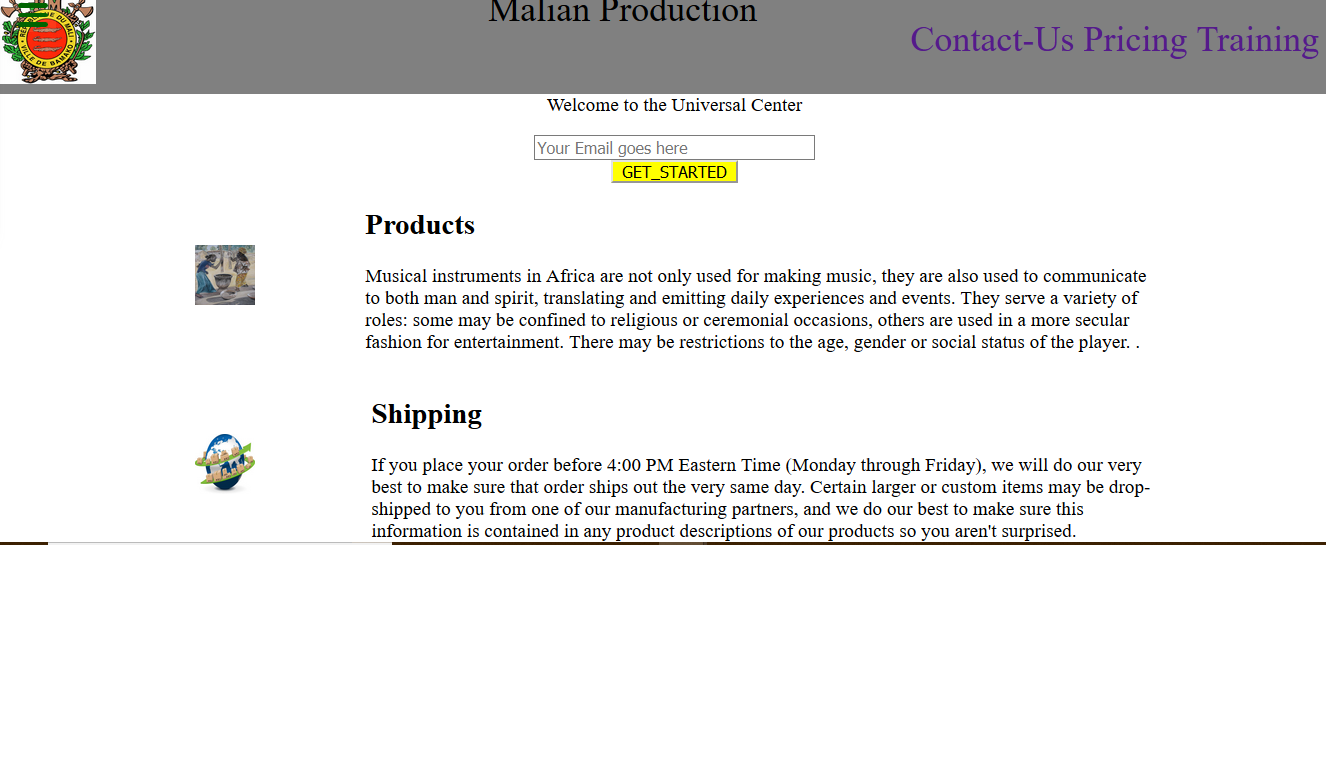 Malian Production
Contact-Us Pricing Training
VILLE DE BAMAKO
Welcome to the Universal Center
Your Email goes here
GET_STARTED
Products
Musical instruments in Africa are not only used for making music, they are also used to communicate
to both man and spirit, translating and emitting daily experiences and events. They serve a variety of
roles: some may be confined to religious or ceremonial occasions, others are used in a more secular
fashion for entertainment. There may be restrictions to the age, gender or social status of the player. .
Shipping
If you place your order before 4:00 PM Eastern Time (Monday through Friday), we will do our very
best to make sure that order ships out the very same day. Certain larger or custom items may be drop-
shipped to you from one of our manufacturing partners, and we do our best to make sure this
information is contained in any product descriptions of our products so you aren't surprised.